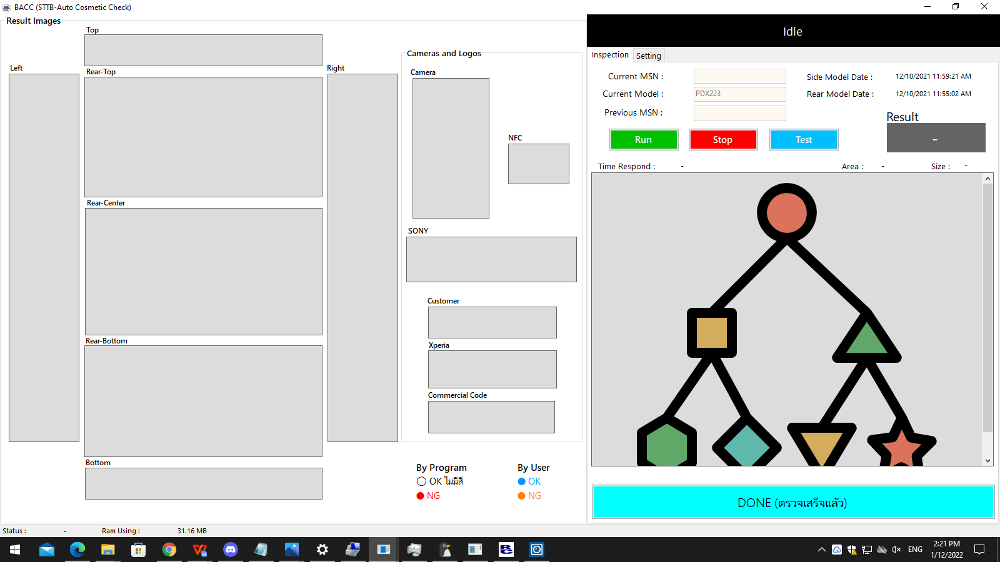 BACC (STTB-Auto Cosmetic Check)
Result Images
Top
Left
Rear-Top
Right
Rear-Center
Rear-Bottom
Bottom
Cameras and Logos
Camera
NFC
SONY
Customer
Xperia
Commercial Code
By Program
OK ไม่มีสี
NG
By User
OK
NG
Idle
Inspection
Setting
Current MSN :
Side Model Date :
12/10/2021 11:59:21 AM
Current Model :
PDX223
Rear Model Date :
12/10/2021 11:55:02 AM
Previous MSN :
Result
-
Run
Stop
Test
Time Respond :
-
Area :
-
Size :
-
DONE (ตรวจเสร็จแล้ว)
Status :
-
Ram Using :
31.16 MB
ENG
2:21 PM
1/12/2022